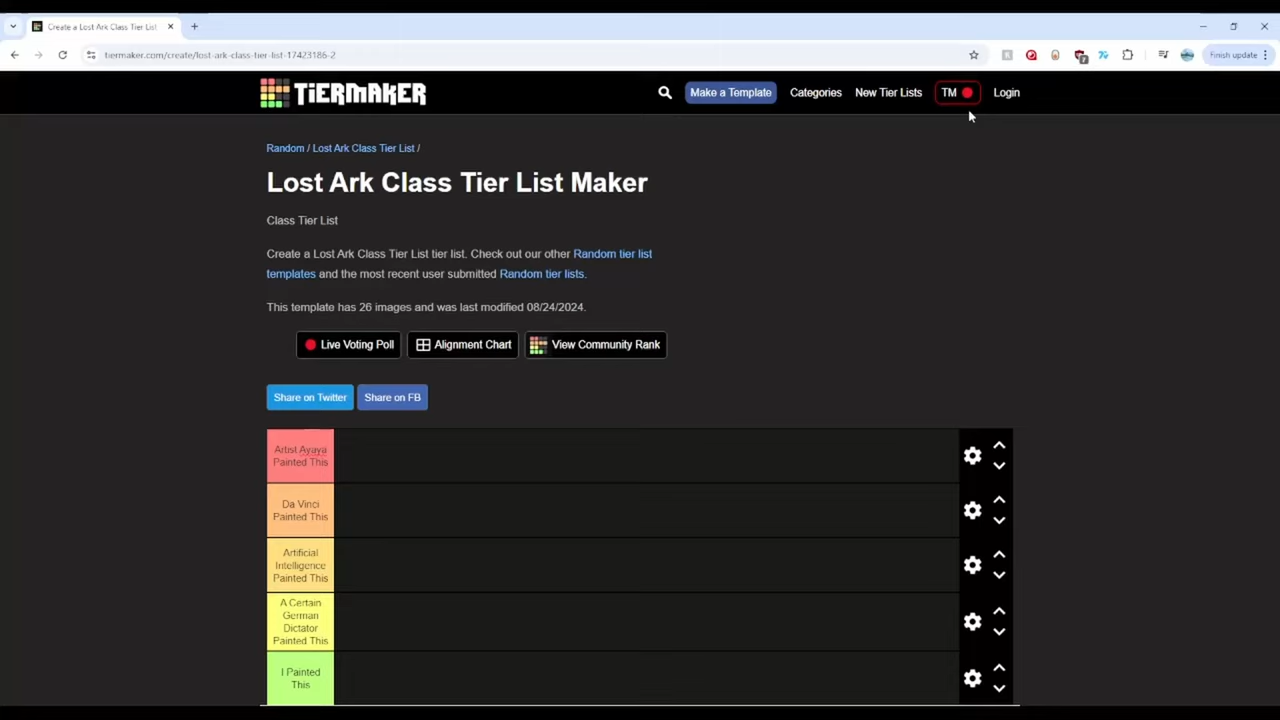 Create a Lost Ark Class Tier List
tiermaker.com/create/lost-ark-class-tier-list-17423186-2
7
Finish update
TiERMAKER
Make a Template
Categories
New Tier Lists
TM
Login
Random / Lost Ark Class Tier List /
Lost Ark Class Tier List Maker
Class Tier List
Create a Lost Ark Class Tier List tier list. Check out our other Random tier list
templates and the most recent user submitted Random tier lists.
This template has 26 images and was last modified 08/24/2024.
Live Voting Poll
Alignment Chart
View Community Rank
Share on Twitter
Share on FB
Artist Ayaya
Painted This
Da Vinci
Painted This
Artificial
Intelligence
Painted This
A Certain
German
Dictator
Painted This
I Painted
This